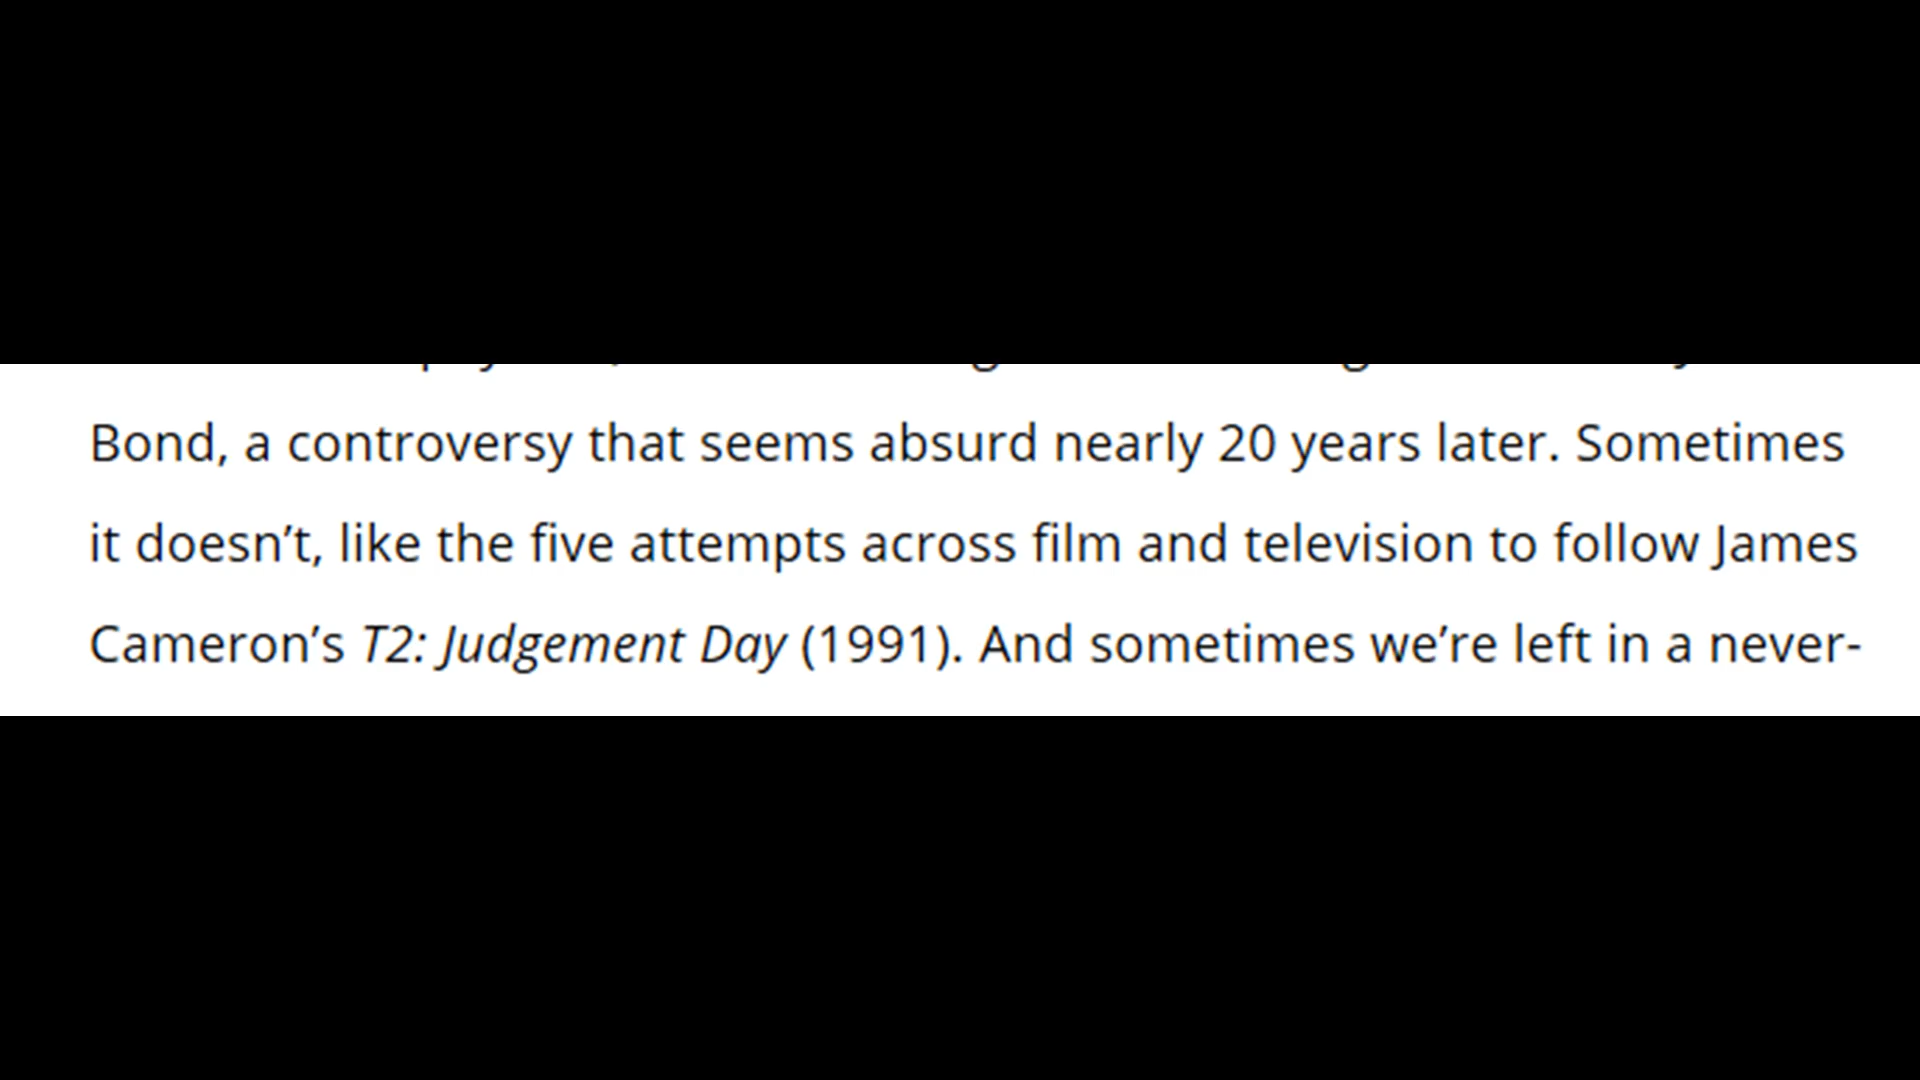 Bond, a controversy that seems absurd nearly 20 years later. Sometimes
it doesn’t, like the five attempts across film and television to follow James
Cameron’s T2: Judgement Day (1991). And sometimes we’re left in a never-